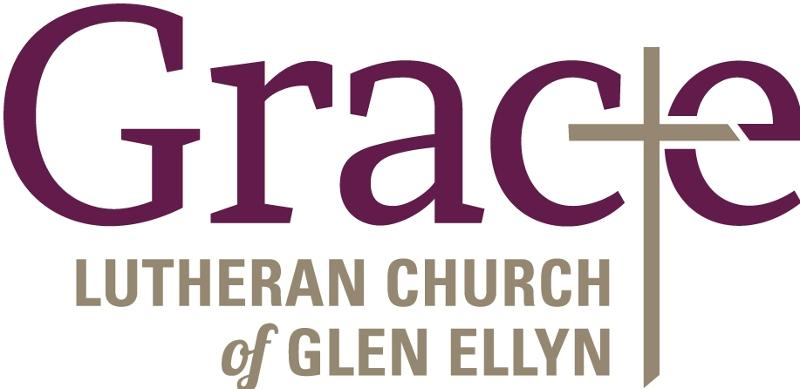 Grace
LUTHERAN CHURCH
of GLEN ELLYN